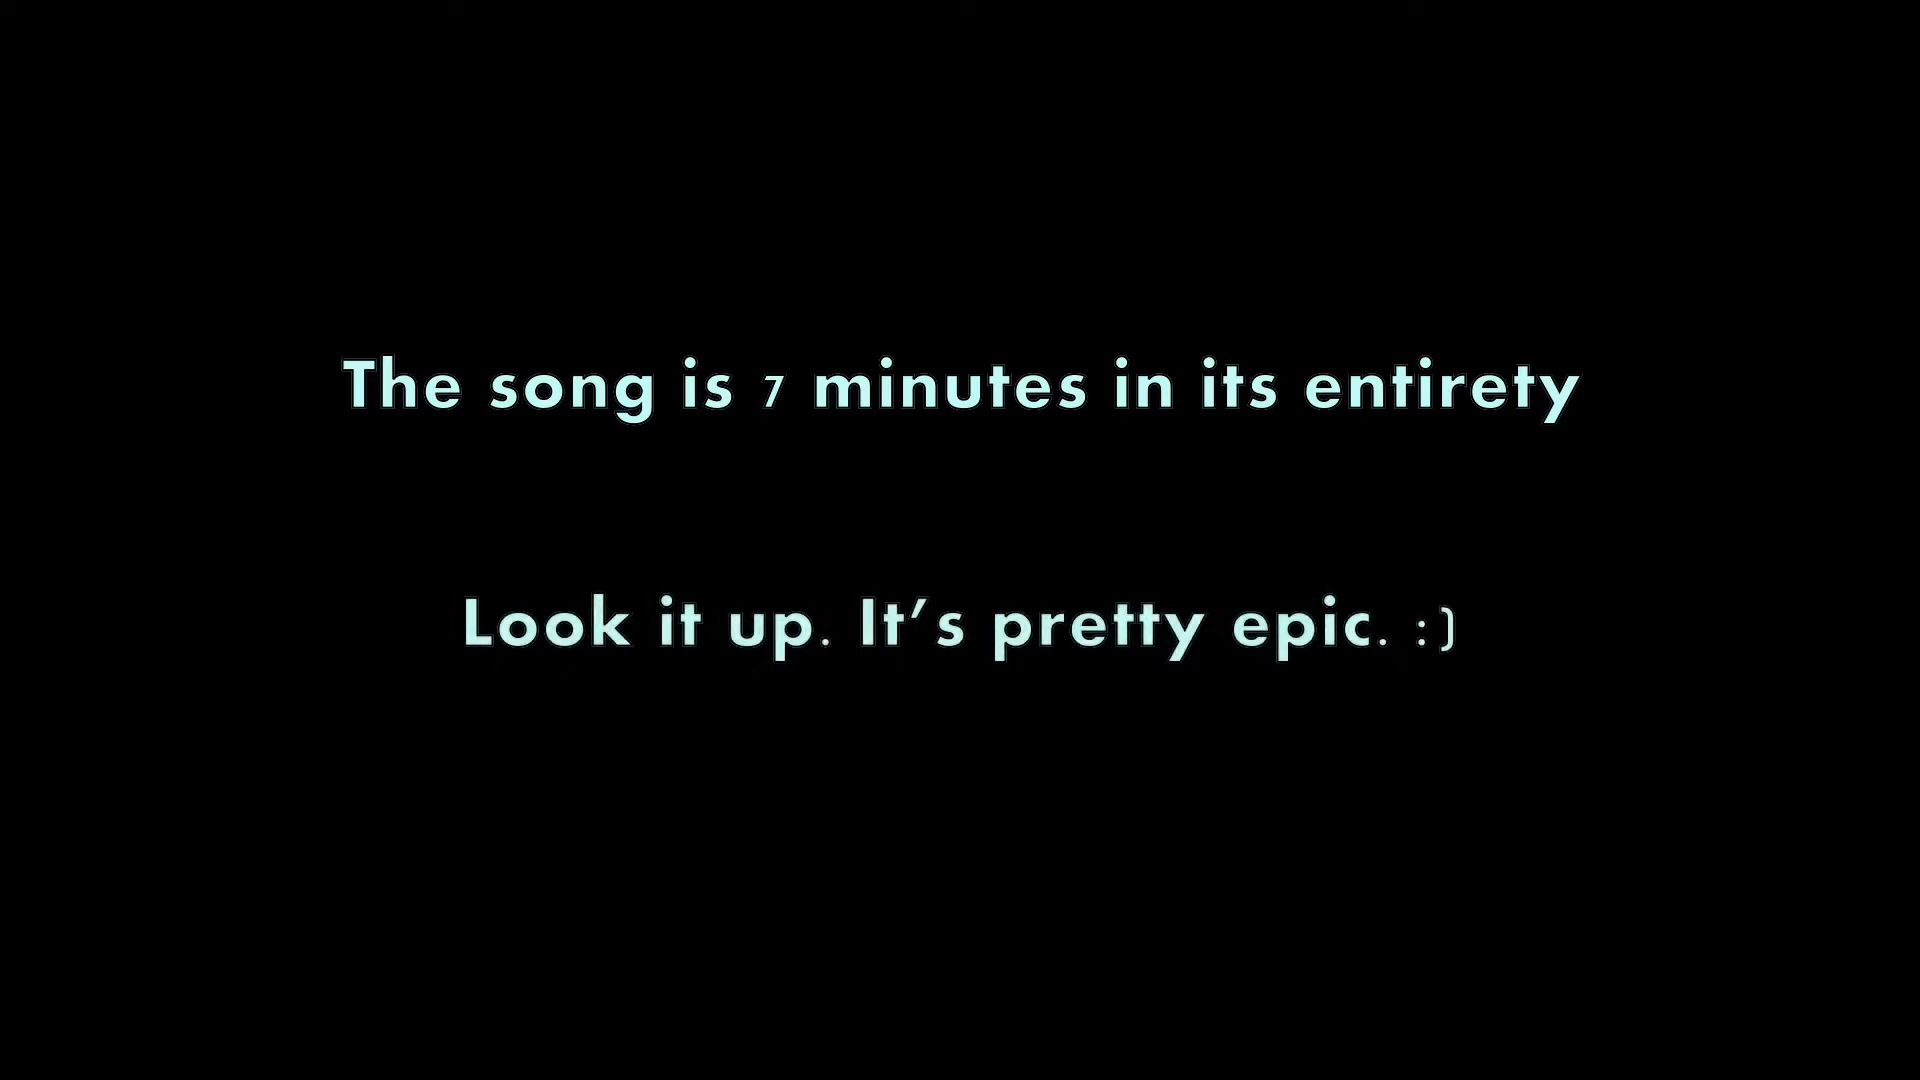 The song is 7 minutes in its entirety
Look it up. It’s pretty epic. :)